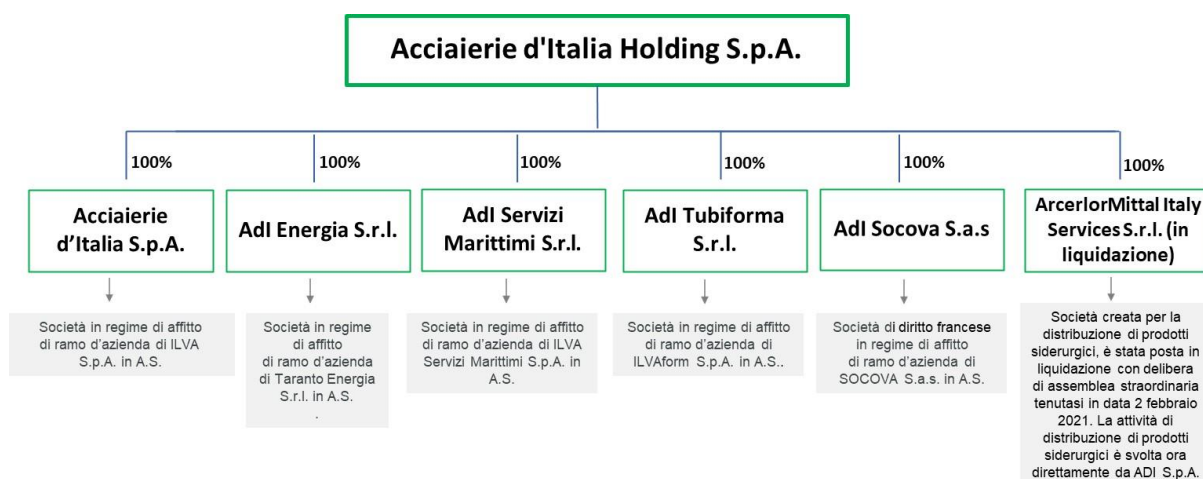 Acciaierie d'Italia Holding S.p.A.
100%
100%
100%
100%
100%
100%
Acciaierie
d'Italia S.p.A.
AdI Energia S.r.l.
AdI Servizi
Marittimi S.r.l.
AdI Tubiforma
S.r.l.
AdI Socova S.a.s
ArcerlorMittal Italy
Services S.r.l. (in
liquidazione)
Società in regime di affitto
di ramo d'azienda di ILVA
S.p.A. in A.S.
Società in regime
di affitto
di ramo d'azienda
di Taranto Energia
S.r.l. in A.S.
.
Società in regime di affitto
di ramo d'azienda di ILVA
Servizi Marittimi S.p.A. in
A.S.
Società in regime di affitto
di ramo d'azienda di
ILVAform S.p.A. in A.S..
Società di diritto francese
in regime di affitto
di ramo d'azienda di
SOCOVA S.a.s. in A.S.
Società creata per la
distribuzione di prodotti
siderurgici, è stata posta in
liquidazione con delibera
di assemblea straordinaria
tenutasi in data 2 febbraio
2021. La attività di
distribuzione di prodotti
siderurgici è svolta ora
direttamente da ADI S.p.A.